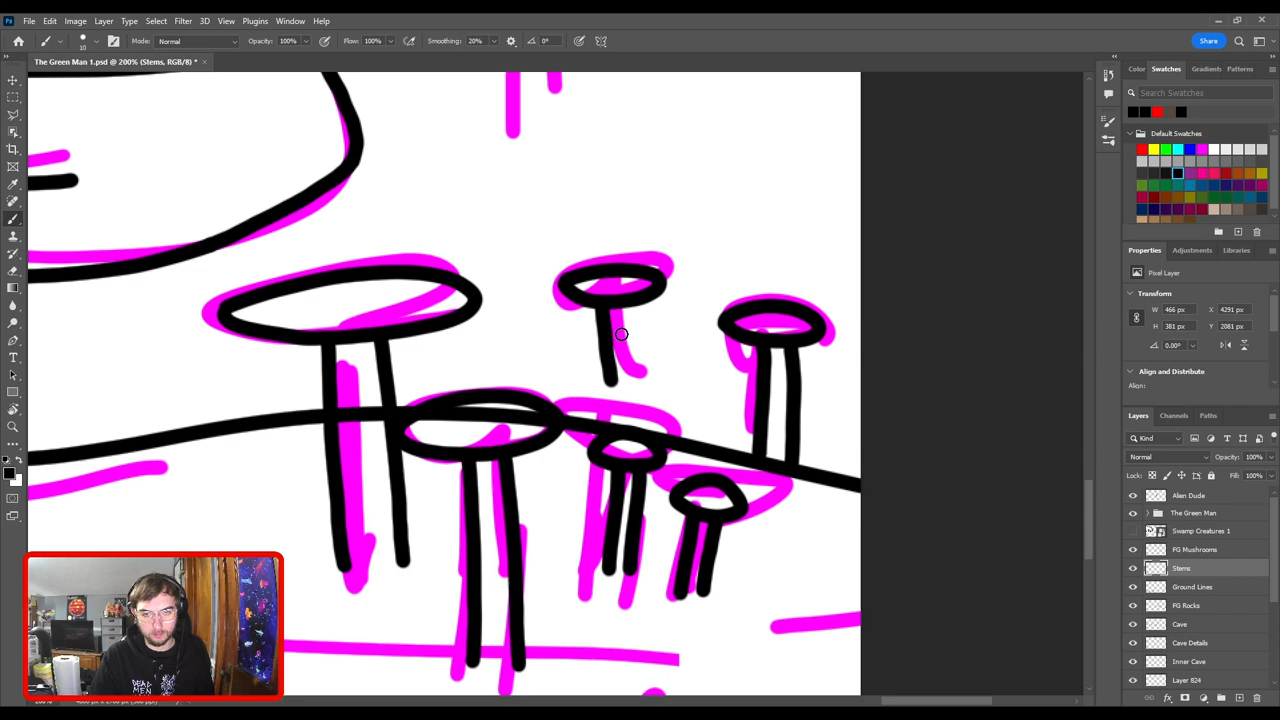 File Edit Image Layer Type Select Filter 3D View Plugins Window Help
10 Mode: Normal Opacity: 100% Flow: 100% Smoothing: 20% 0° Share
The Green Man 1.psd @ 200% (Stems, RGB/8) *
Color Swatches Gradients Patterns
Search Swatches
Default Swatches
Properties Adjustments Libraries
Pixel Layer
Transform
W 466 px X 4291 px
H 381 px Y 2081 px
0.00°
Align and Distribute
Align:
Layers Channels Paths
Kind
Normal Opacity: 100%
Lock: Fill: 100%
Alien Dude
The Green Man
Swamp Creatures 1
FG Mushrooms
Stems
Ground Lines
FG Rocks
Cave
Cave Details
Inner Cave
Layer 824
DEAD
MEN